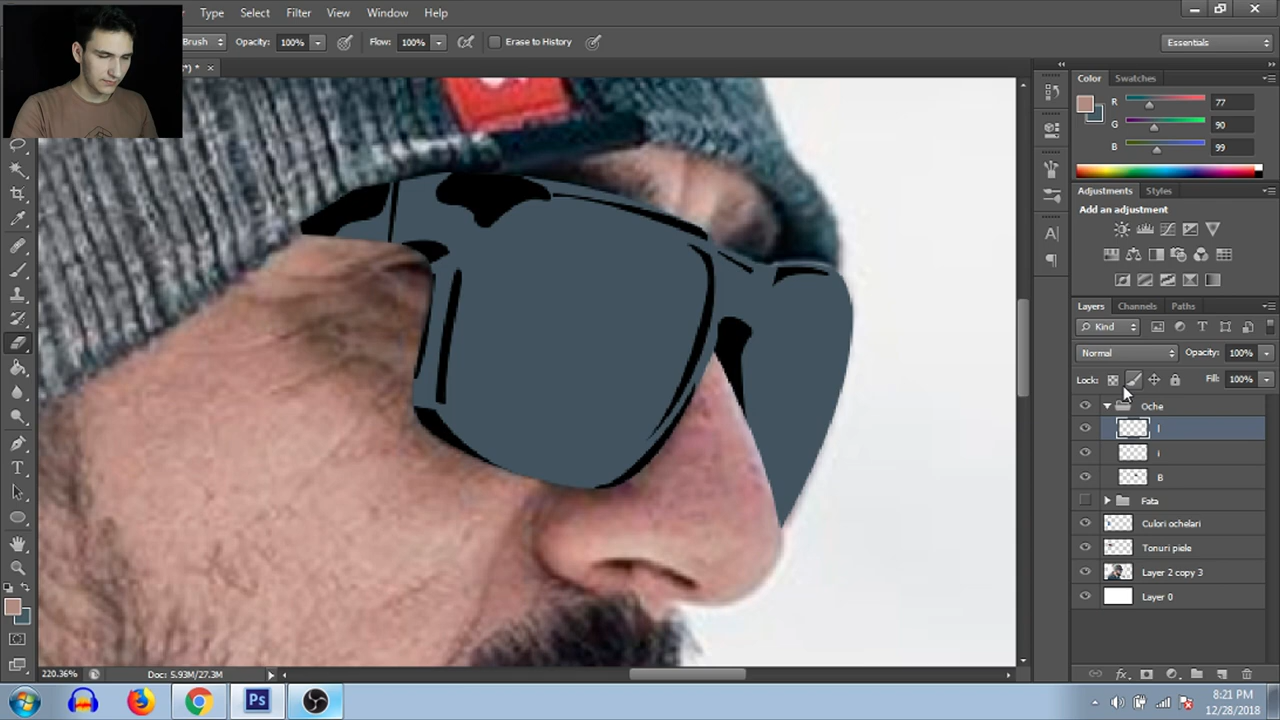 Type Select Filter View Window Help
Brush Opacity: 100% Flow: 100% Erase to History Essentials
*) * ×
Color Swatches
R 77
G 90
B 99
Adjustments Styles
Add an adjustment
Layers Channels Paths
Kind
Normal Opacity: 100%
Lock: Fill: 100%
Oche
l
i
B
Fata
Culori ochelari
Tonuri piele
Layer 2 copy 3
Layer 0
220.36% Doc: 5.93M/27.3M
Ps
8:21 PM
12/28/2018